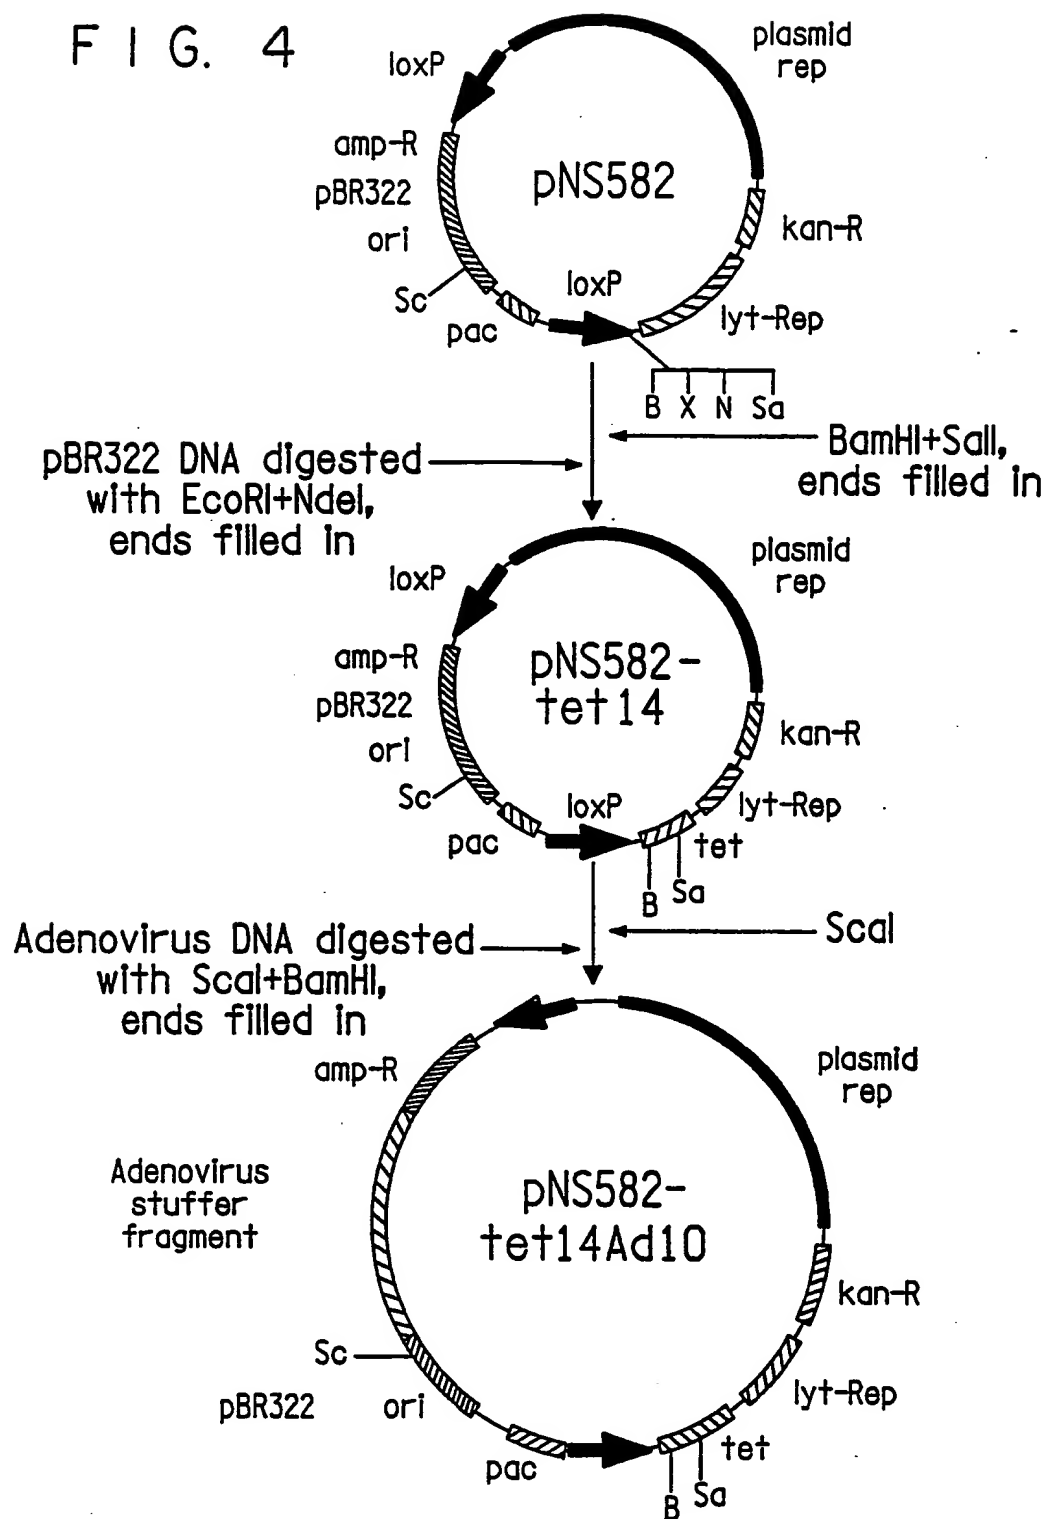 FIG. 4
loxP
plasmid
rep
amp-R
pBR322
ori
pNS582
kan-R
Sc
loxP
pac
lyt-Rep
B X N Sa
pBR322 DNA digested
with EcoRI+NdeI,
ends filled in
BamHI+SalI,
ends filled in
loxP
plasmid
rep
amp-R
pBR322
ori
pNS582-
tet14
kan-R
Sc
loxP
lyt-Rep
pac
tet
B
Sa
Adenovirus DNA digested
with ScaI+BamHI,
ends filled in
ScaI
amp-R
plasmid
rep
Adenovirus
stuffer
fragment
pNS582-
tet14Ad10
kan-R
Sc
pBR322
ori
lyt-Rep
pac
tet
B
Sa